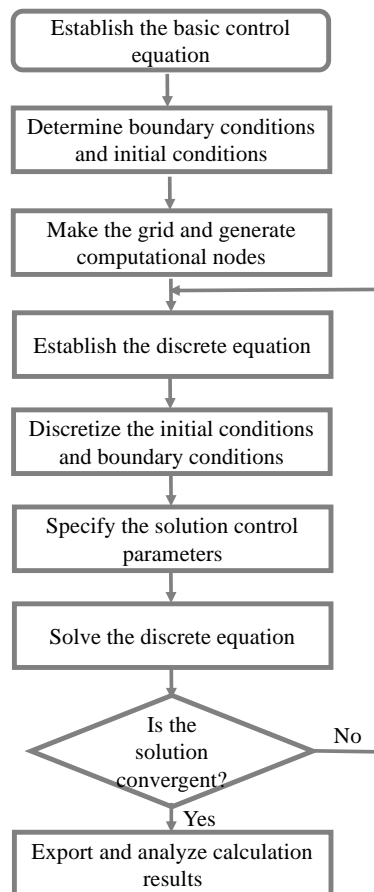 Establish the basic control
equation
Determine boundary conditions
and initial conditions
Make the grid and generate
computational nodes
Establish the discrete equation
Discretize the initial conditions
and boundary conditions
Specify the solution control
parameters
Solve the discrete equation
Is the
solution
convergent?
No
Yes
Export and analyze calculation
results